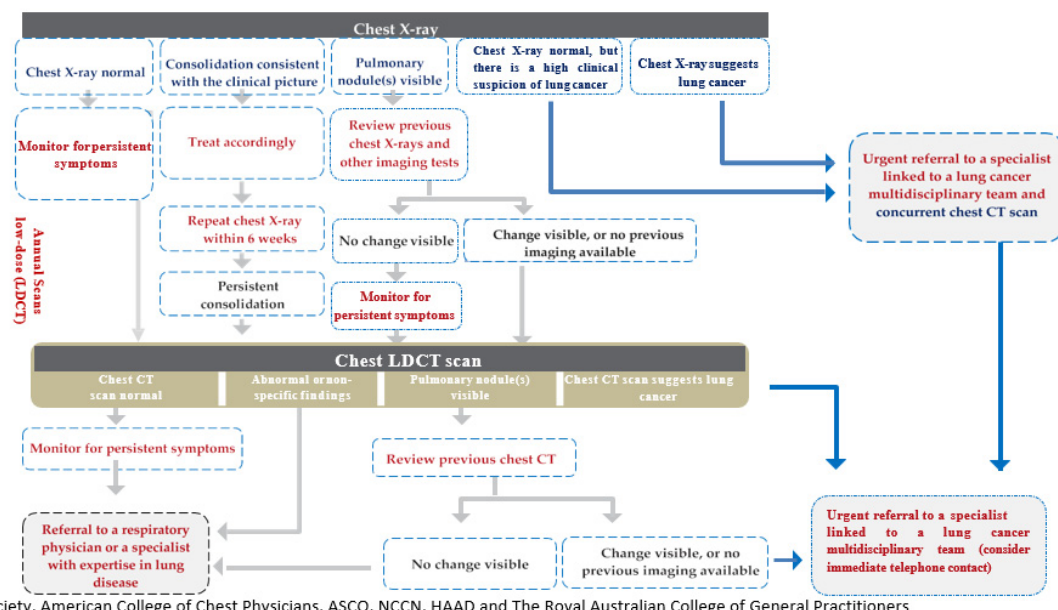 Chest X-ray
Chest X-ray normal
Consolidation consistent
with the clinical picture
Pulmonary
nodule(s) visible
Chest X-ray normal, but
there is a high clinical
suspicion of lung cancer
Chest X-ray suggests
lung cancer
Monitor for persistent
symptoms
Treat accordingly
Review previous
chest X-rays and
other imaging tests
Urgent referral to a specialist
linked to a lung cancer
multidisciplinary team and
concurrent chest CT scan
Annual Scans
low-dose (LDCT)
Repeat chest X-ray
within 6 weeks
No change visible
Change visible, or no previous
imaging available
Persistent
consolidation
Monitor for
persistent symptoms
Chest LDCT scan
Chest CT
scan normal
Abnormal ornon-
specific findings
Pulmonary nodule(s)
visible
Chest CT scan suggests lung
cancer
Monitor for persistent symptoms
Review previous chest CT
Referral to a respiratory
physician or a specialist
with expertise in lung
disease
No change visible
Change visible, or no
previous imaging available
Urgent referral to a specialist
linked to a lung cancer
multidisciplinary team (consider
immediate telephone contact)
ciety, American College of Chest Physicians, ASCO, NCCN, HAAD and The Royal Australian College of General Practitioners